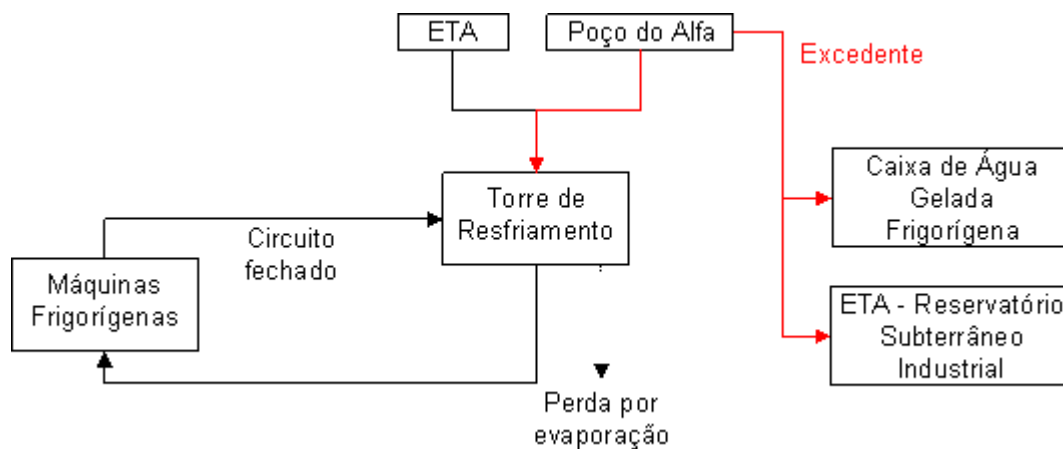 ETA
Poço do Alfa
Excedente
Caixa de Água
Gelada
Frigorígena
Torre de
Resfriamento
Circuito
fechado
Máquinas
Frigorígenas
ETA - Reservatório
Subterrâneo
Industrial
Perda por
evaporação